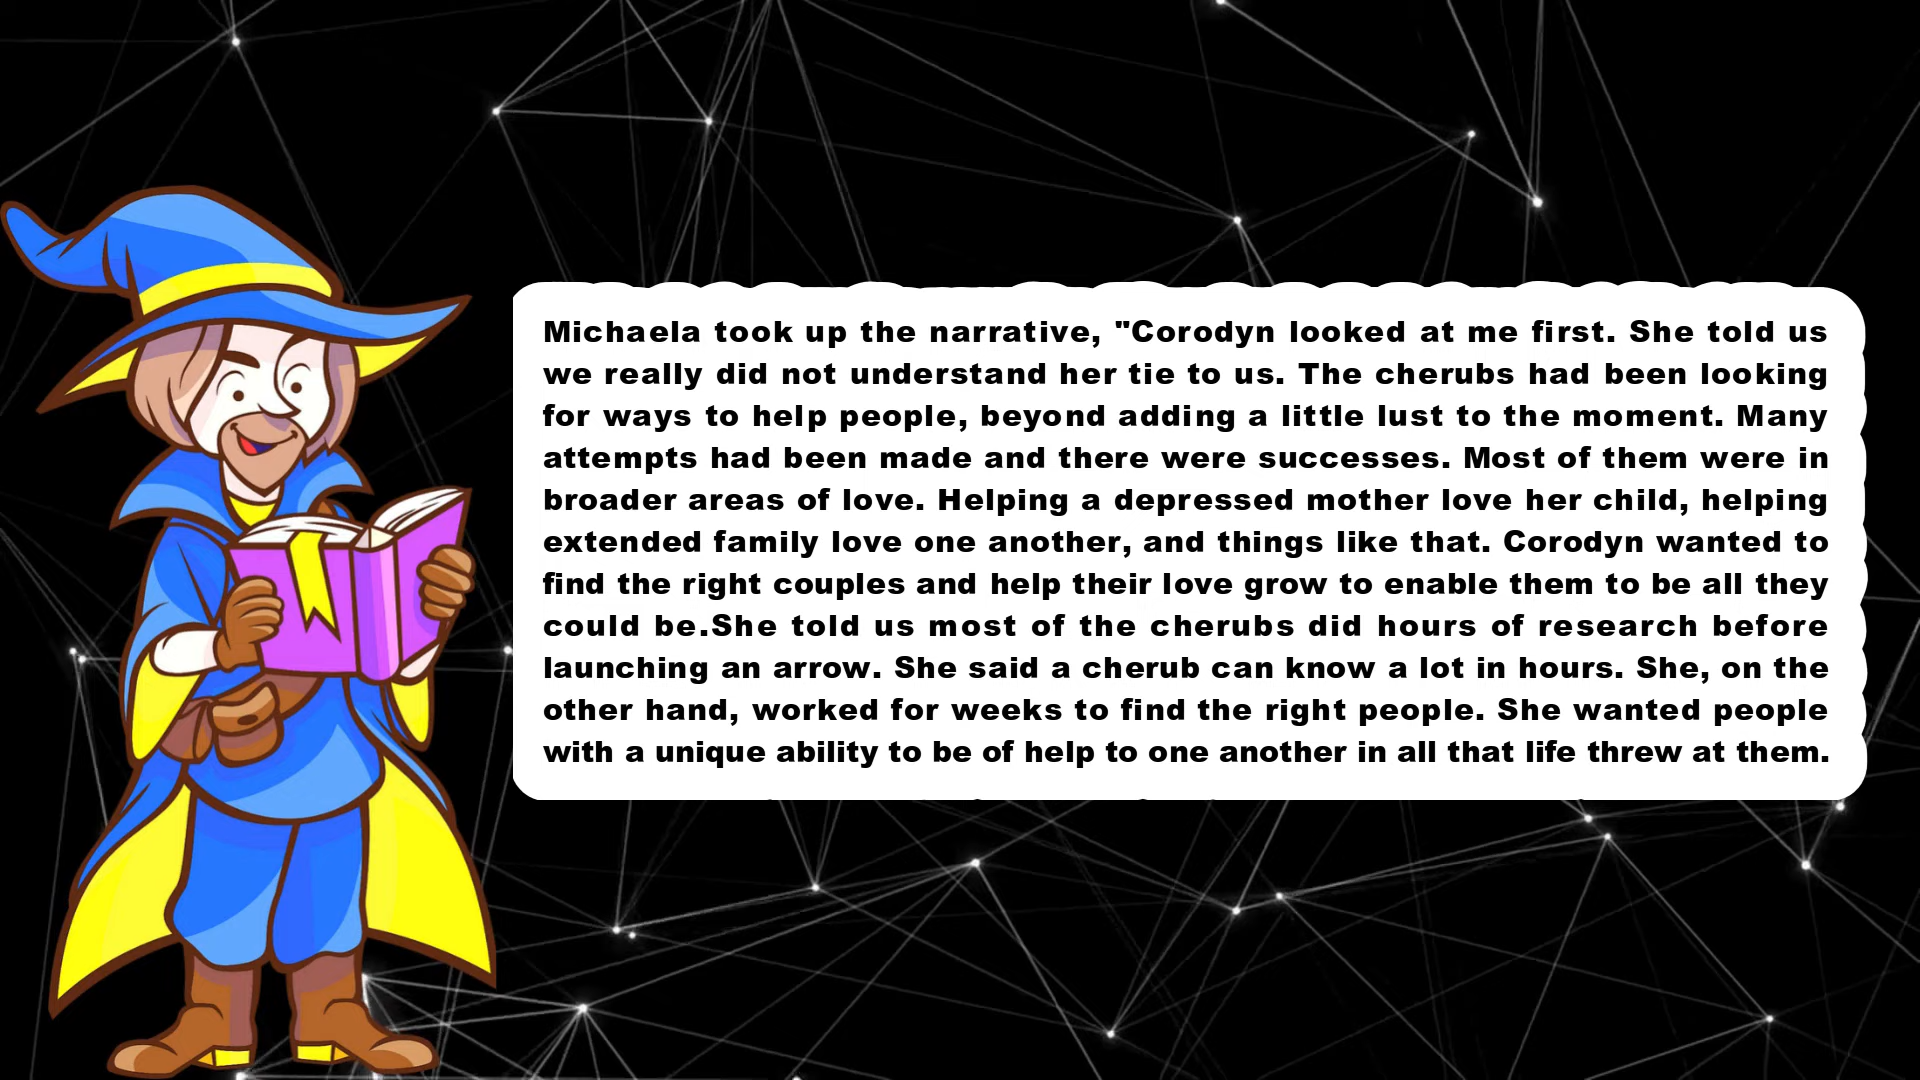 Michaela took up the narrative, "Corodyn looked at me first. She told us
we really did not understand her tie to us. The cherubs had been looking
for ways to help people, beyond adding a little lust to the moment. Many
attempts had been made and there were successes. Most of them were in
broader areas of love. Helping a depressed mother love her child, helping
extended family love one another, and things like that. Corodyn wanted to
find the right couples and help their love grow to enable them to be all they
could be.She told us most of the cherubs did hours of research before
launching an arrow. She said a cherub can know a lot in hours. She, on the
other hand, worked for weeks to find the right people. She wanted people
with a unique ability to be of help to one another in all that life threw at them.